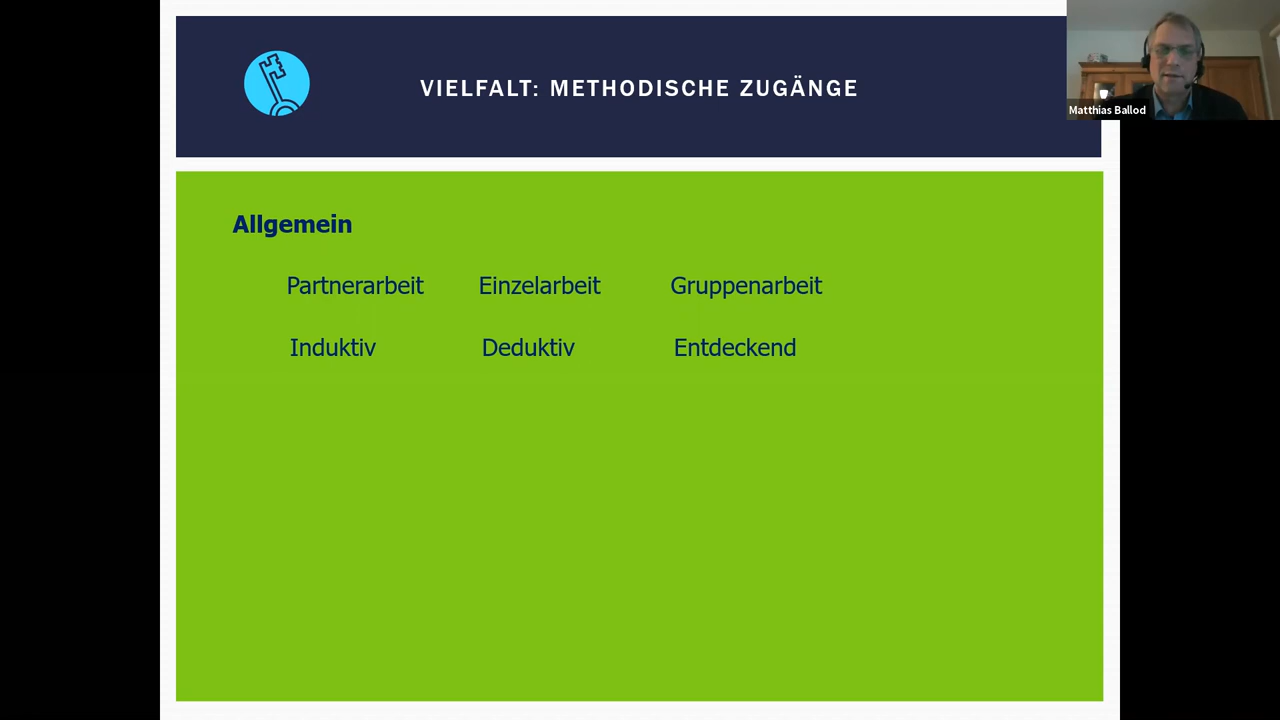 VIELFALT: METHODISCHE ZUGÄNGE
Matthias Ballod
Allgemein
Partnerarbeit Einzelarbeit Gruppenarbeit
Induktiv Deduktiv Entdeckend